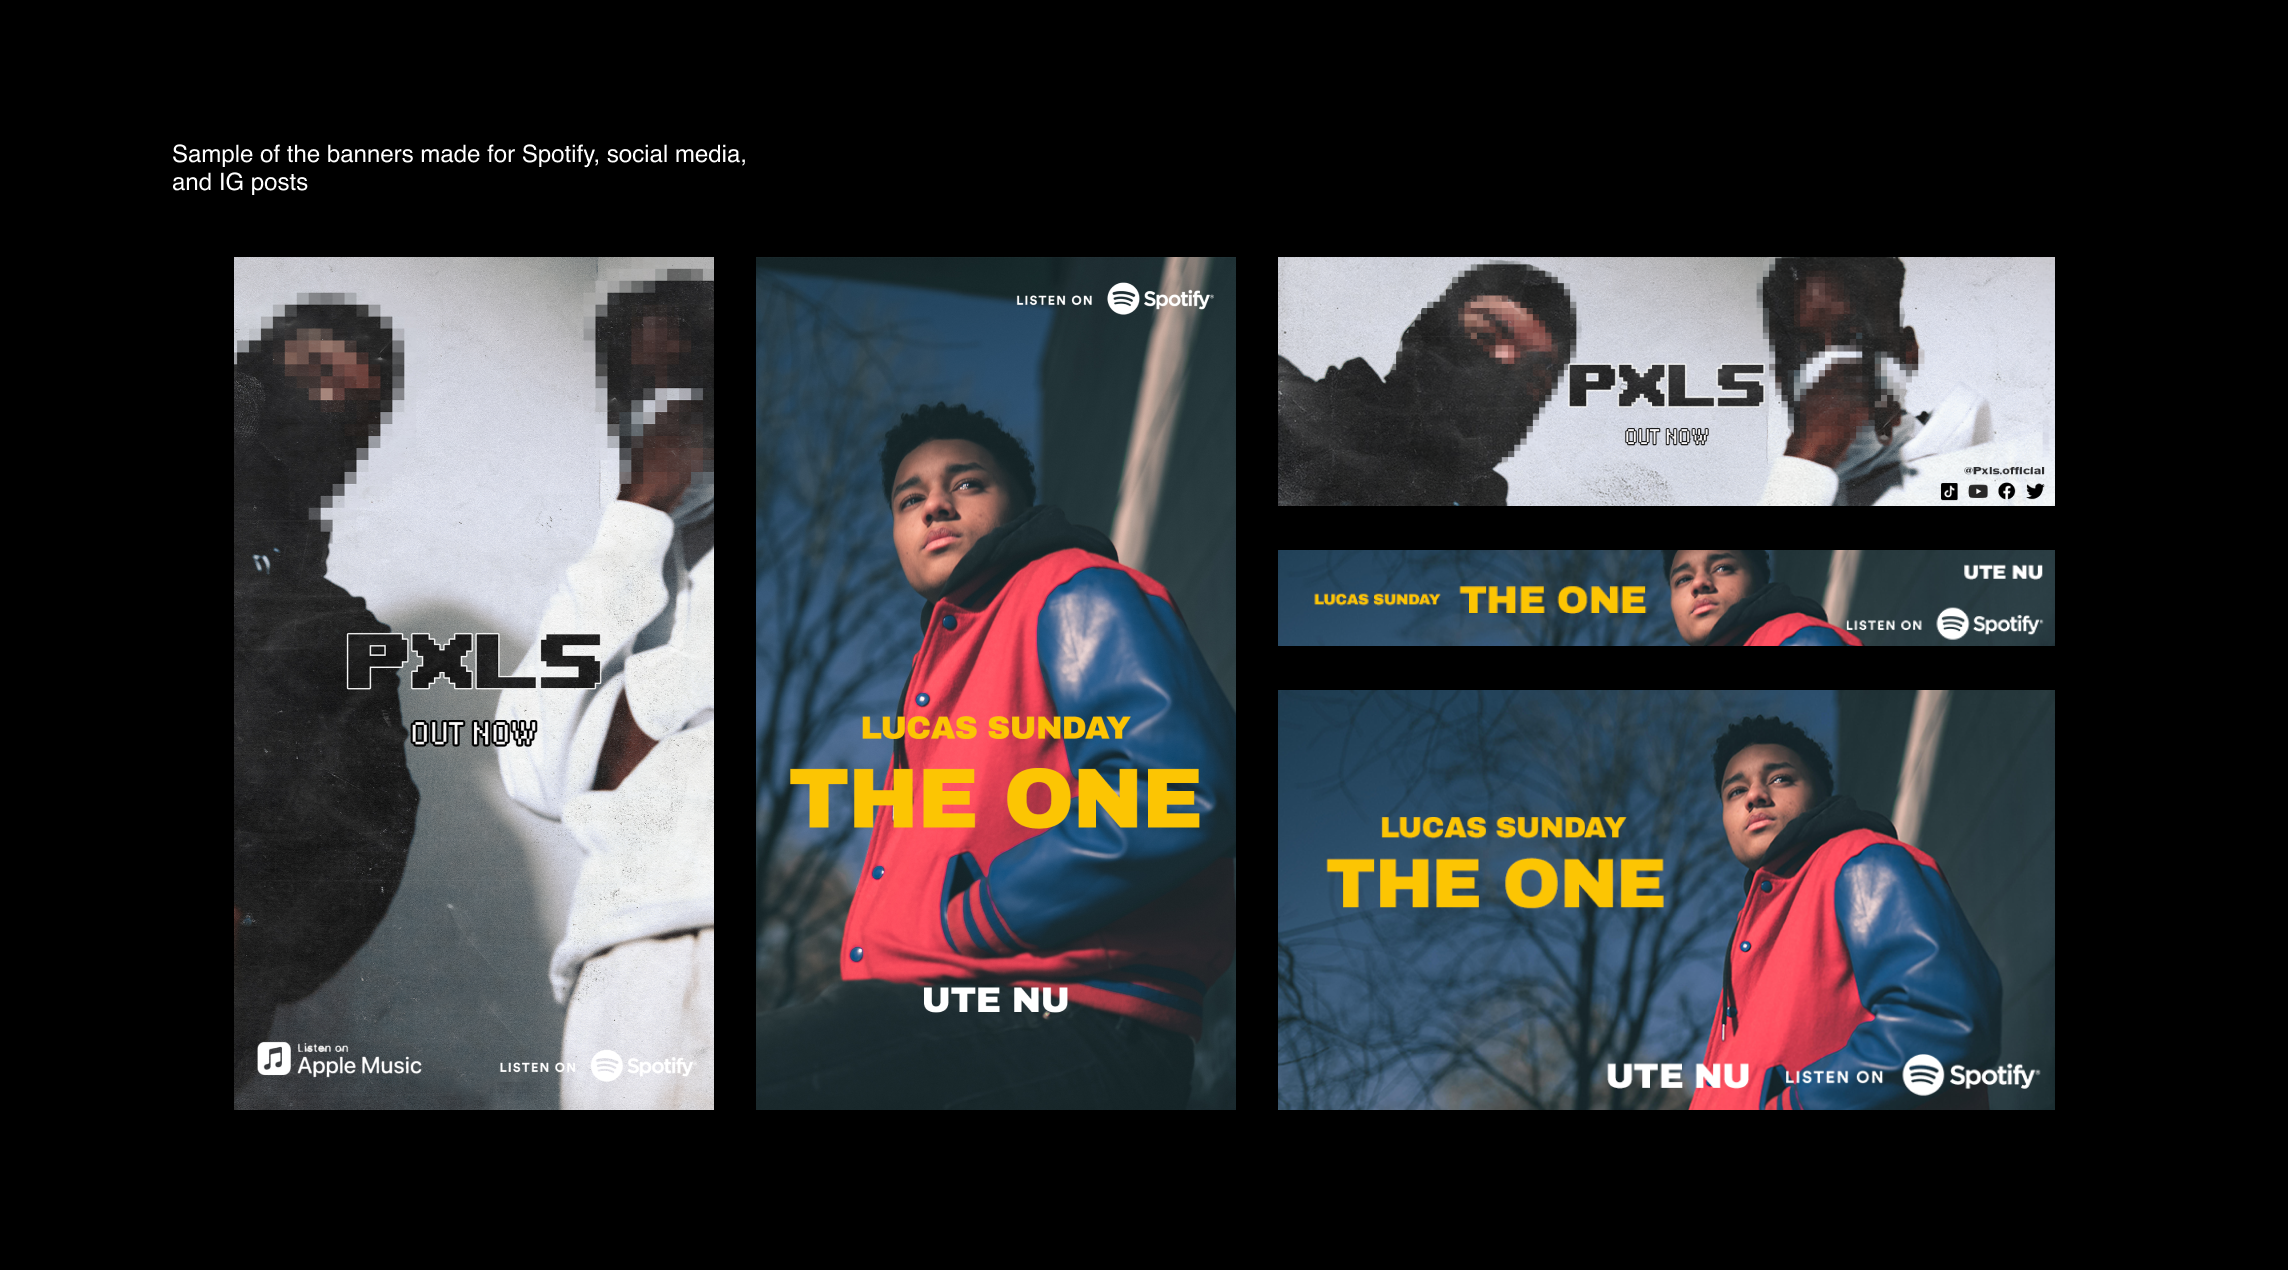 Sample of the banners made for Spotify, social media,
and IG posts
PXLS
OUT NOW
Listen on
Apple Music
LISTEN ON Spotify
LISTEN ON Spotify
LUCAS SUNDAY
THE ONE
UTE NU
PXLS
OUT NOW
@Pxls.official
LUCAS SUNDAY THE ONE
UTE NU
LISTEN ON Spotify
LUCAS SUNDAY
THE ONE
UTE NU LISTEN ON Spotify